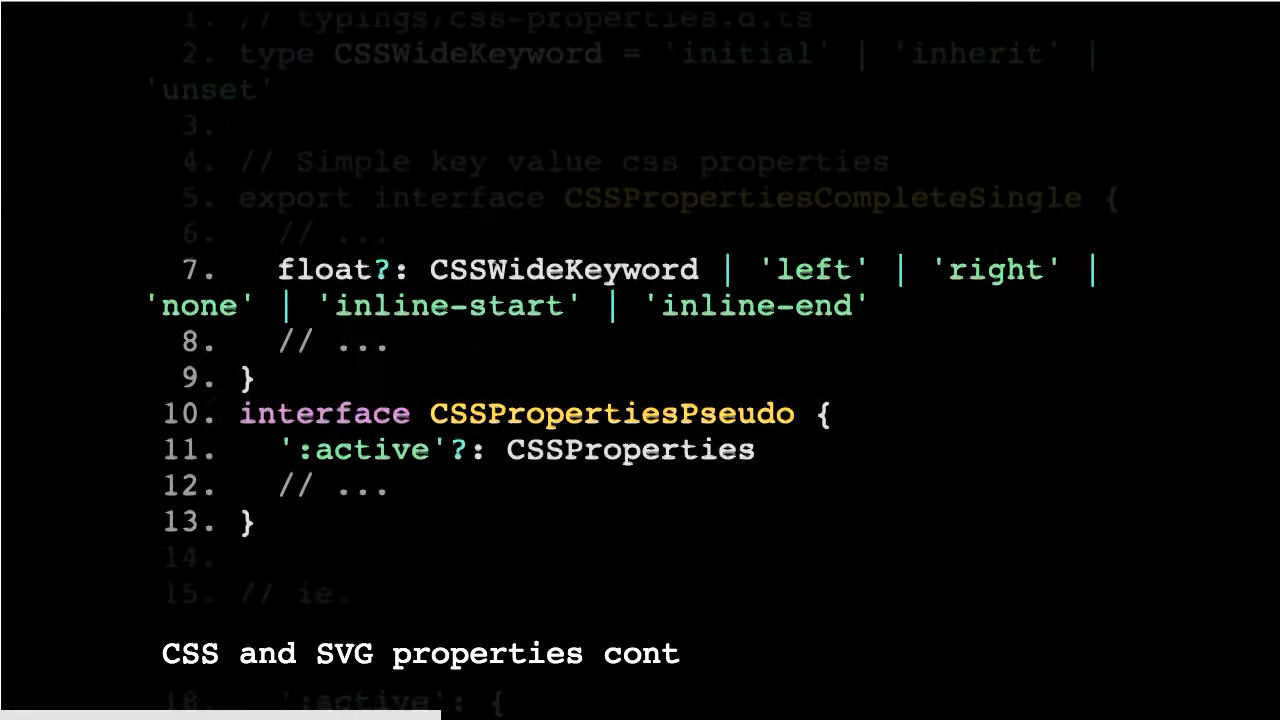 1. // typings/css-properties.d.ts
2. type CSSWideKeyword = 'initial' | 'inherit' |
'unset'
3.
4. // Simple key value css properties
5. export interface CSSPropertiesCompleteSingle {
6. // ...
7. float?: CSSWideKeyword | 'left' | 'right' |
'none' | 'inline-start' | 'inline-end'
8. // ...
9. }
10. interface CSSPropertiesPseudo {
11. ':active'?: CSSProperties
12. // ...
13. }
14.
15. // ie.
CSS and SVG properties cont
18. ':active': {